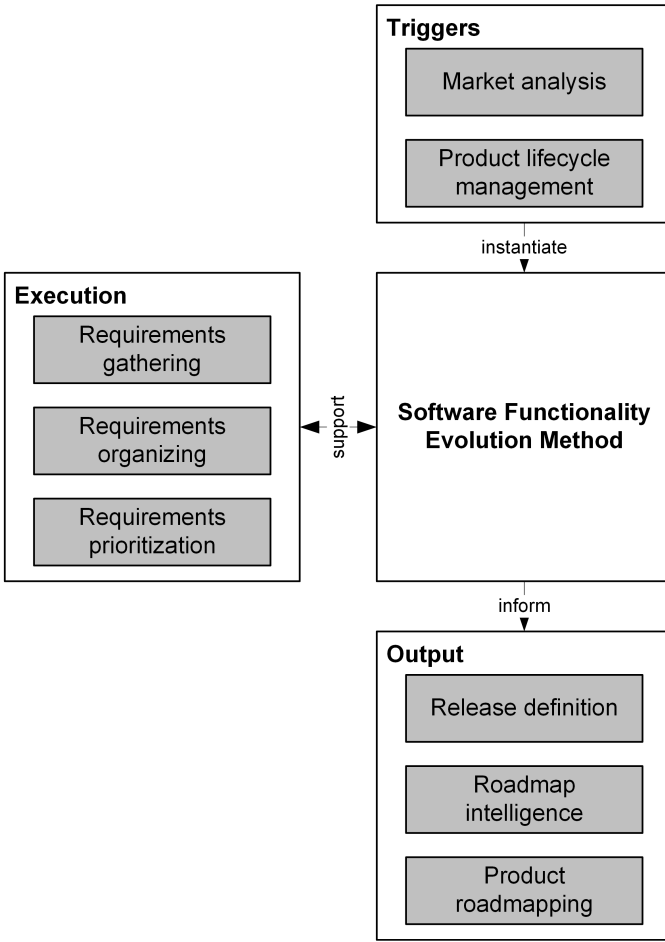 Triggers
Market analysis
Product lifecycle
management
instantiate
Execution
Requirements
gathering
Requirements
organizing
Requirements
prioritization
support
Software Functionality
Evolution Method
inform
Output
Release definition
Roadmap
intelligence
Product
roadmapping